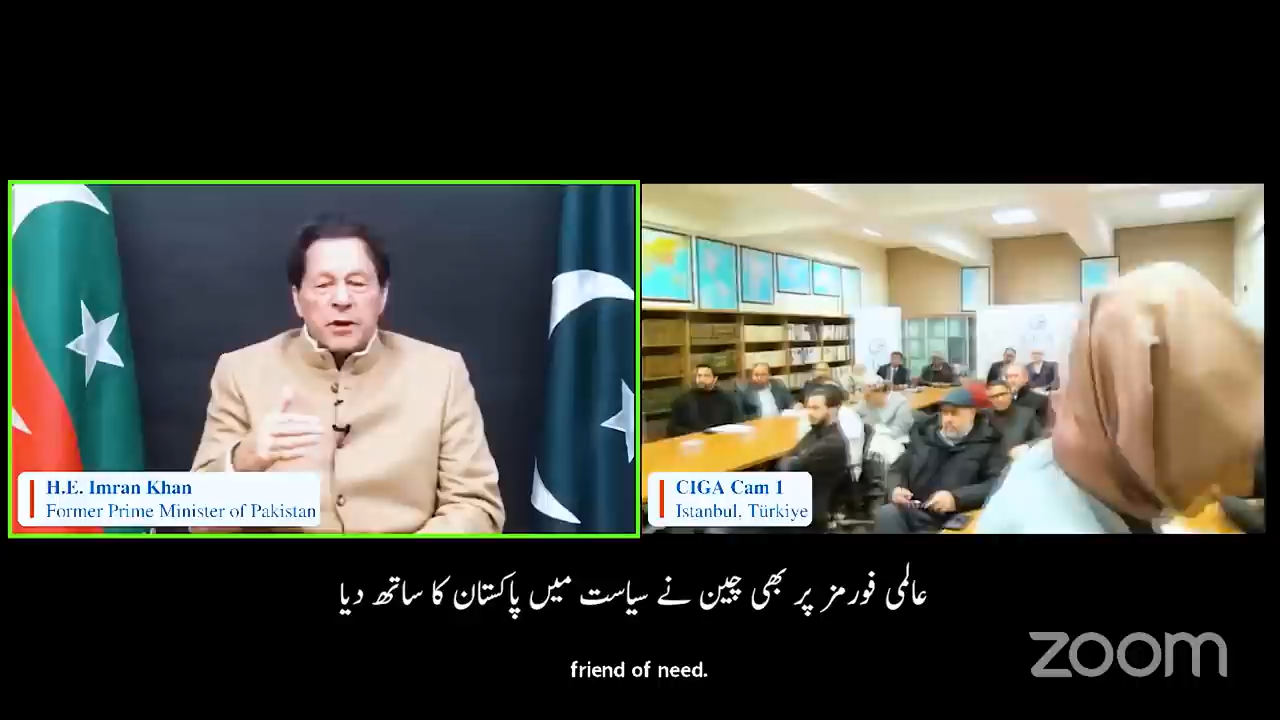 H.E. Imran Khan
Former Prime Minister of Pakistan
CIGA Cam 1
Istanbul, Türkiye
عالمی فورمز پر بھی چین نے سیاست میں پاکستان کا ساتھ دیا
zoom
friend of need.